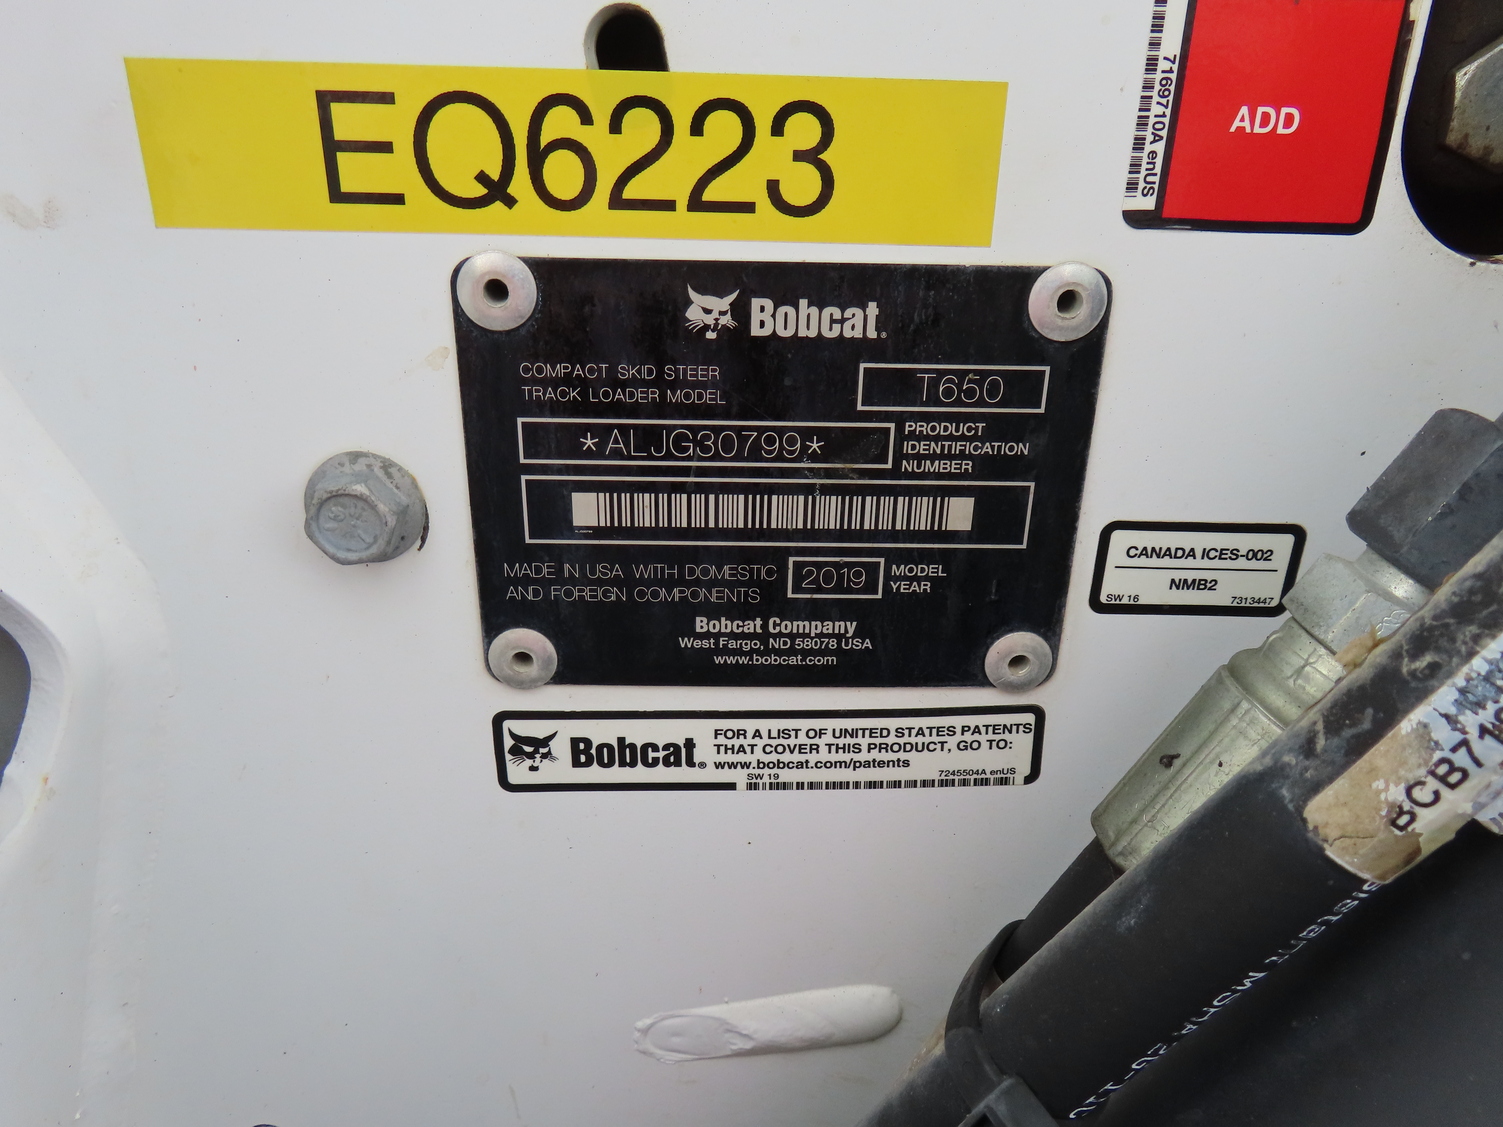 EQ6223
7169710A enUS
ADD
Bobcat®
COMPACT SKID STEER
TRACK LOADER MODEL
T650
*ALJG30799*
PRODUCT
IDENTIFICATION
NUMBER
MADE IN USA WITH DOMESTIC
AND FOREIGN COMPONENTS
2019
MODEL
YEAR
Bobcat Company
West Fargo, ND 58078 USA
www.bobcat.com
CANADA ICES-002
NMB2
SW 16
7313447
Bobcat®
FOR A LIST OF UNITED STATES PATENTS
THAT COVER THIS PRODUCT, GO TO:
www.bobcat.com/patents
SW 19
7245504A enUS